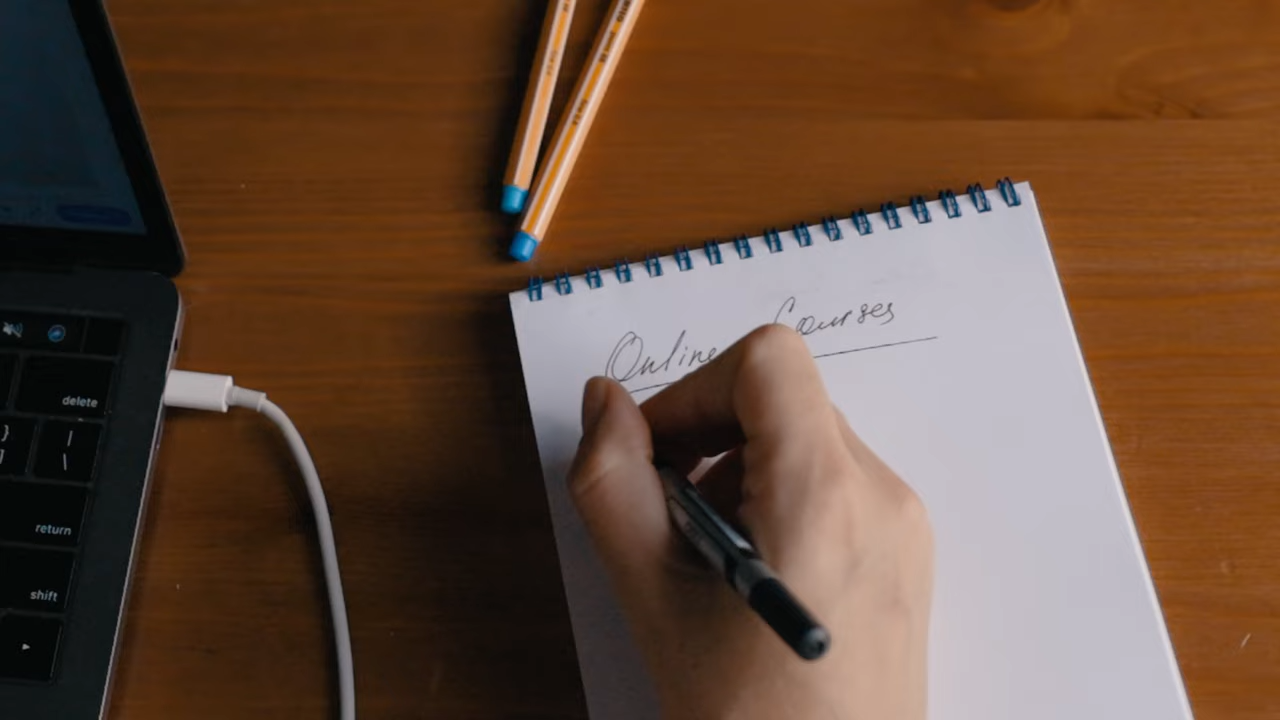 Online Courses
delete
}
]
|
\
return
shift